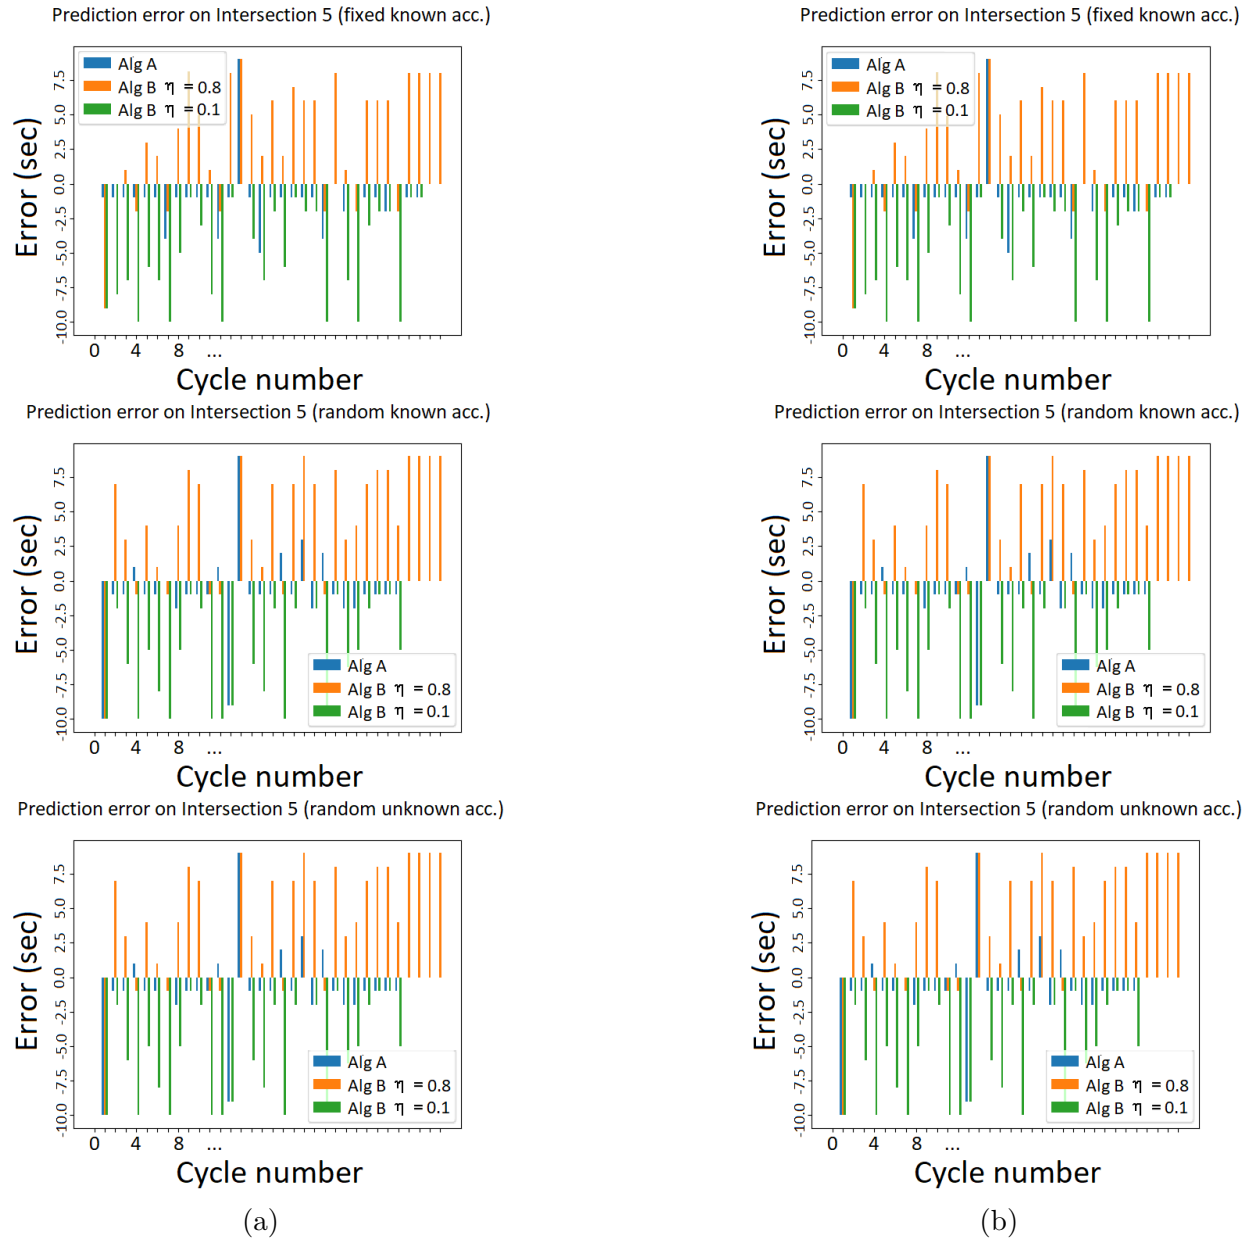 Prediction error on Intersection 5 (fixed known acc.)
Alg A
Alg B η = 0.8
Alg B η = 0.1
7.5
5.0
2.5
0.0
-2.5
-5.0
-7.5
-10.0
Error (sec)
0 4 8 ...
Cycle number
Prediction error on Intersection 5 (fixed known acc.)
Alg A
Alg B η = 0.8
Alg B η = 0.1
7.5
5.0
2.5
0.0
-2.5
-5.0
-7.5
-10.0
Error (sec)
0 4 8 ...
Cycle number
Prediction error on Intersection 5 (random known acc.)
7.5
5.0
2.5
0.0
-2.5
-5.0
-7.5
-10.0
Error (sec)
Alg A
Alg B η = 0.8
Alg B η = 0.1
0 4 8 ...
Cycle number
Prediction error on Intersection 5 (random known acc.)
7.5
5.0
2.5
0.0
-2.5
-5.0
-7.5
-10.0
Error (sec)
Alg A
Alg B η = 0.8
Alg B η = 0.1
0 4 8 ...
Cycle number
Prediction error on Intersection 5 (random unknown acc.)
7.5
5.0
2.5
0.0
-2.5
-5.0
-7.5
-10.0
Error (sec)
Alg A
Alg B η = 0.8
Alg B η = 0.1
0 4 8 ...
Cycle number
Prediction error on Intersection 5 (random unknown acc.)
7.5
5.0
2.5
0.0
-2.5
-5.0
-7.5
-10.0
Error (sec)
Alg A
Alg B η = 0.8
Alg B η = 0.1
0 4 8 ...
Cycle number
(a)
(b)